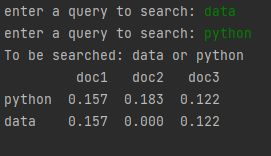 enter a query to search: data
enter a query to search: python
To be searched: data or python
doc1 doc2 doc3
python 0.157 0.183 0.122
data 0.157 0.000 0.122